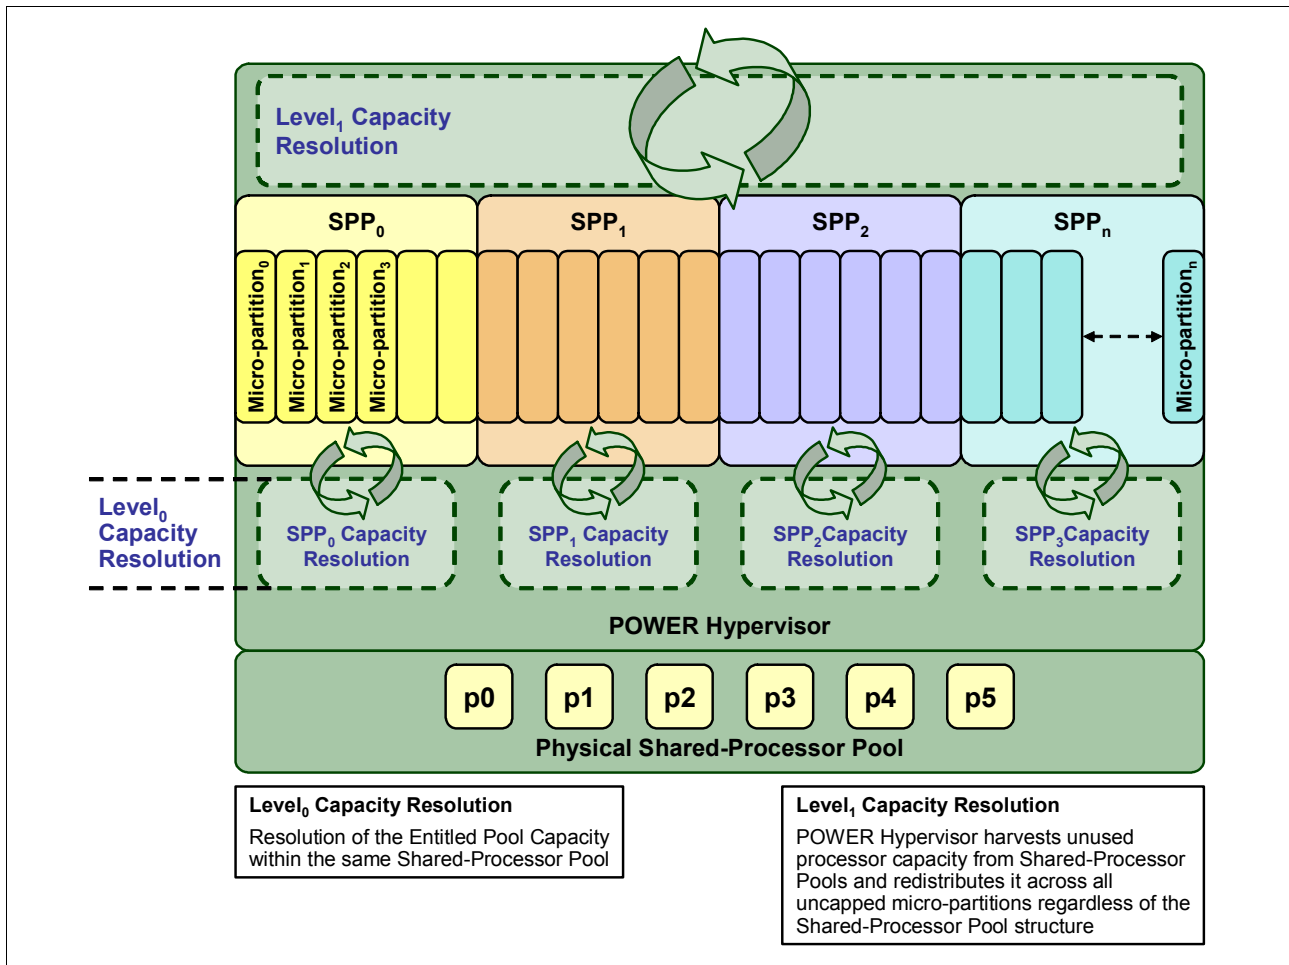 Level₁ Capacity
Resolution
SPP₀
SPP₁
SPP₂
SPPₙ
Micro-partition₀
Micro-partition₁
Micro-partition₂
Micro-partition₃
Micro-partitionₙ
Level₀
Capacity
Resolution
SPP₀ Capacity
Resolution
SPP₁ Capacity
Resolution
SPP₂Capacity
Resolution
SPP₃Capacity
Resolution
POWER Hypervisor
p0
p1
p2
p3
p4
p5
Physical Shared-Processor Pool
Level₀ Capacity Resolution
Resolution of the Entitled Pool Capacity
within the same Shared-Processor Pool
Level₁ Capacity Resolution
POWER Hypervisor harvests unused
processor capacity from Shared-Processor
Pools and redistributes it across all
uncapped micro-partitions regardless of the
Shared-Processor Pool structure